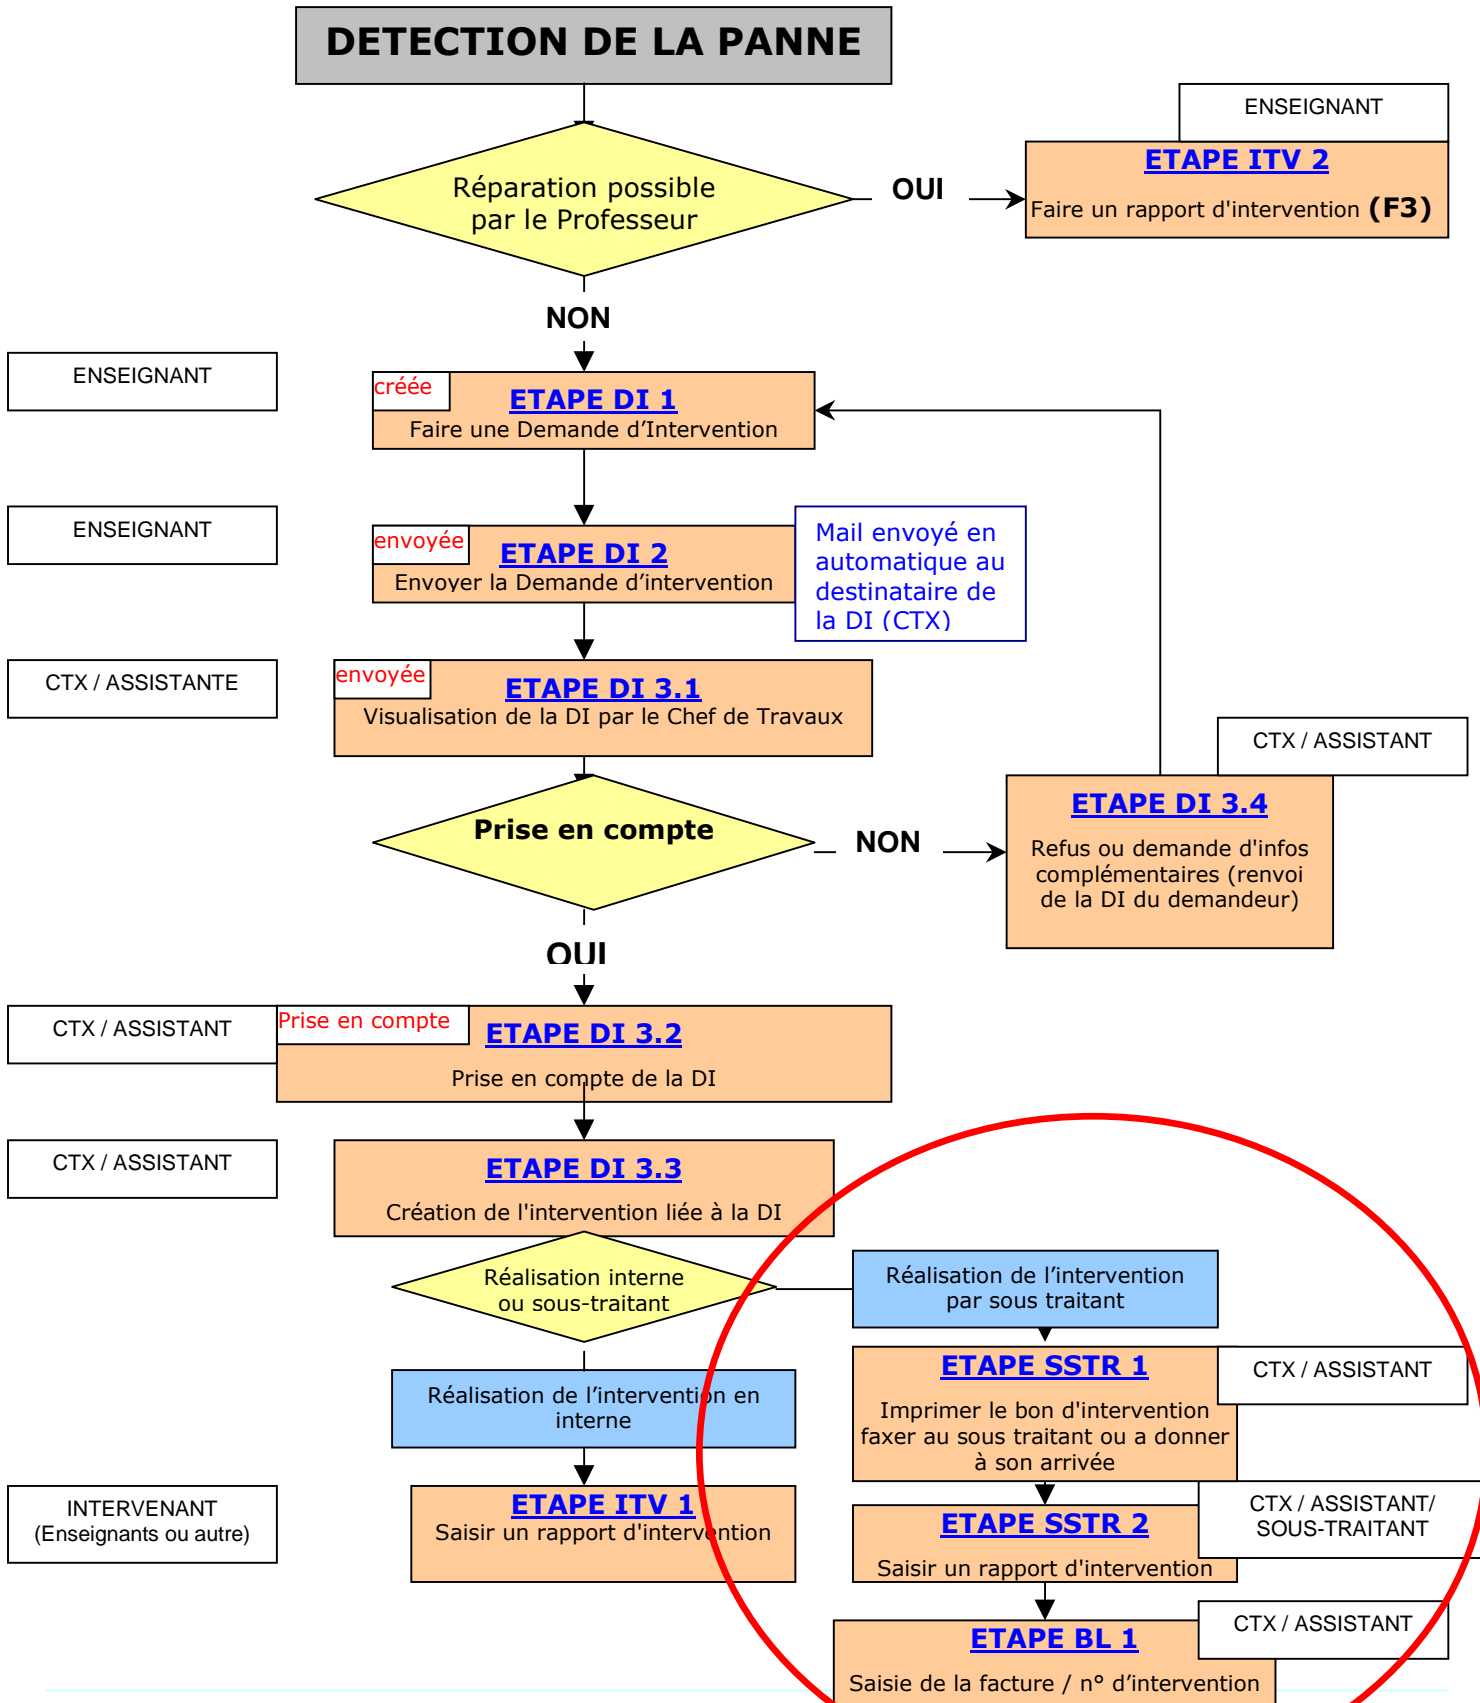 DETECTION DE LA PANNE
ENSEIGNANT
ETAPE ITV 2
Faire un rapport d'intervention (F3)
Réparation possible
par le Professeur
OUI
NON
ENSEIGNANT
créée
ETAPE DI 1
Faire une Demande d’Intervention
ENSEIGNANT
envoyée
ETAPE DI 2
Envoyer la Demande d’intervention
Mail envoyé en
automatique au
destinataire de
la DI (CTX)
CTX / ASSISTANTE
envoyée
ETAPE DI 3.1
Visualisation de la DI par le Chef de Travaux
CTX / ASSISTANT
Prise en compte
NON
ETAPE DI 3.4
Refus ou demande d'infos
complémentaires (renvoi
de la DI du demandeur)
OUI
CTX / ASSISTANT
Prise en compte
ETAPE DI 3.2
Prise en compte de la DI
CTX / ASSISTANT
ETAPE DI 3.3
Création de l'intervention liée à la DI
Réalisation interne
ou sous-traitant
Réalisation de l’intervention
par sous traitant
Réalisation de l’intervention en
interne
ETAPE SSTR 1
CTX / ASSISTANT
Imprimer le bon d'intervention
faxer au sous traitant ou a donner
à son arrivée
INTERVENANT
(Enseignants ou autre)
ETAPE ITV 1
Saisir un rapport d'intervention
ETAPE SSTR 2
CTX / ASSISTANT/
SOUS-TRAITANT
Saisir un rapport d'intervention
ETAPE BL 1
CTX / ASSISTANT
Saisie de la facture / n° d’intervention